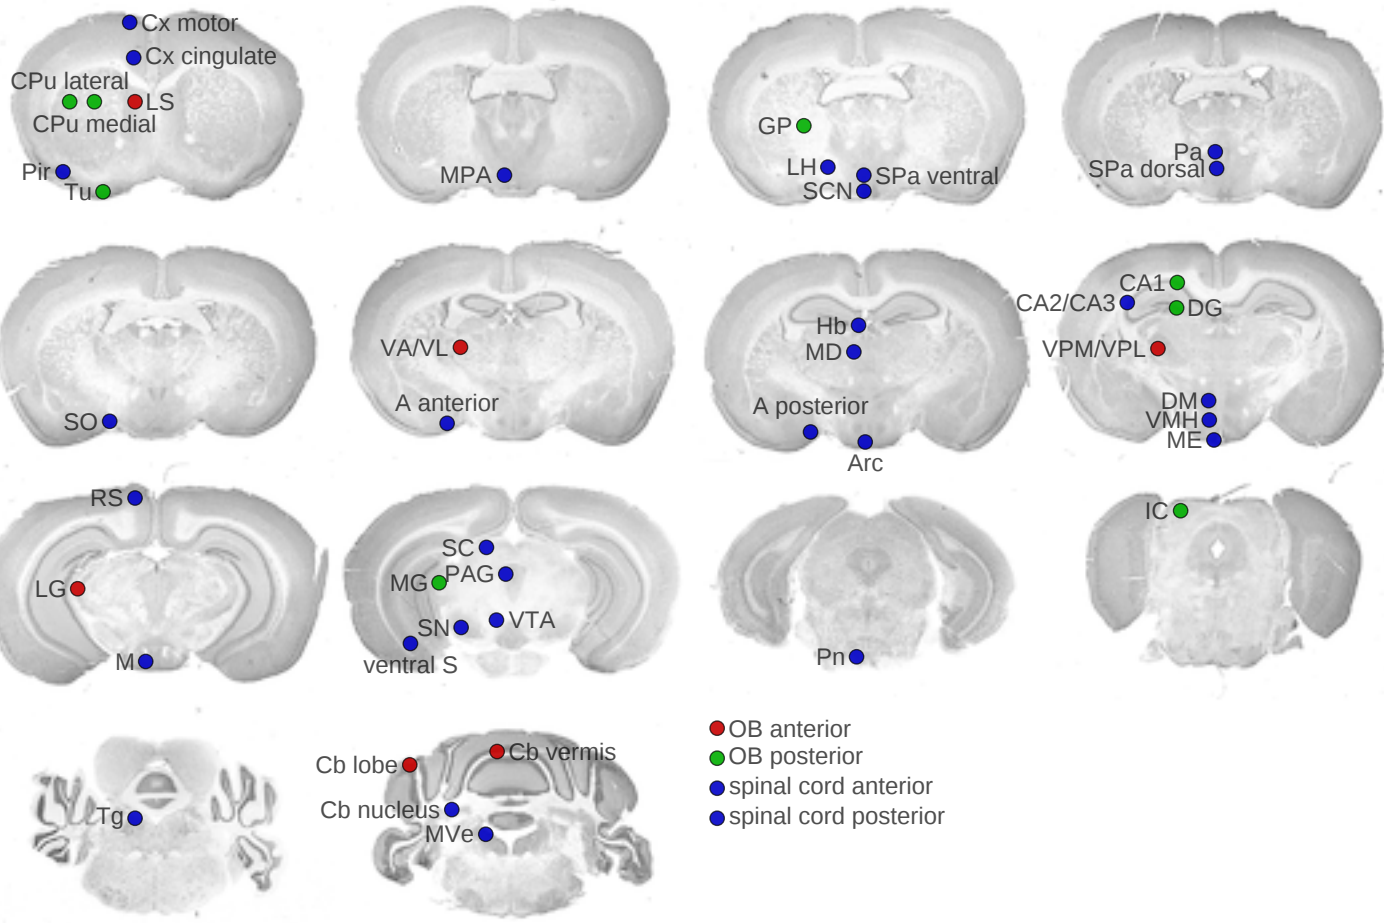 Cx motor
Cx cingulate
CPu lateral
LS
CPu medial
Pir
Tu
MPA
GP
LH
SPa ventral
SCN
Pa
SPa dorsal
SO
VA/VL
A anterior
Hb
MD
A posterior
Arc
CA1
CA2/CA3
DG
VPM/VPL
DM
VMH
ME
RS
LG
M
SC
MG
PAG
SN
VTA
ventral S
Pn
IC
Tg
Cb lobe
Cb vermis
Cb nucleus
MVe
OB anterior
OB posterior
spinal cord anterior
spinal cord posterior